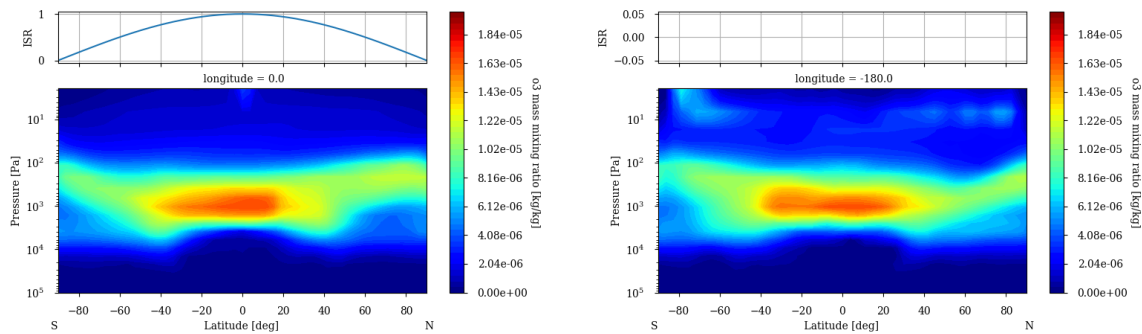 ISR
1
0
longitude = 0.0
Pressure [Pa]
10¹
10²
10³
10⁴
10⁵
−80 −60 −40 −20 0 20 40 60 80
S Latitude [deg] N
1.84e-05
1.63e-05
1.43e-05
1.22e-05
1.02e-05
8.16e-06
6.12e-06
4.08e-06
2.04e-06
0.00e+00
o3 mass mixing ratio [kg/kg]
ISR
0.05
0.00
−0.05
longitude = -180.0
Pressure [Pa]
10¹
10²
10³
10⁴
10⁵
−80 −60 −40 −20 0 20 40 60 80
S Latitude [deg] N
1.84e-05
1.63e-05
1.43e-05
1.22e-05
1.02e-05
8.16e-06
6.12e-06
4.08e-06
2.04e-06
0.00e+00
o3 mass mixing ratio [kg/kg]